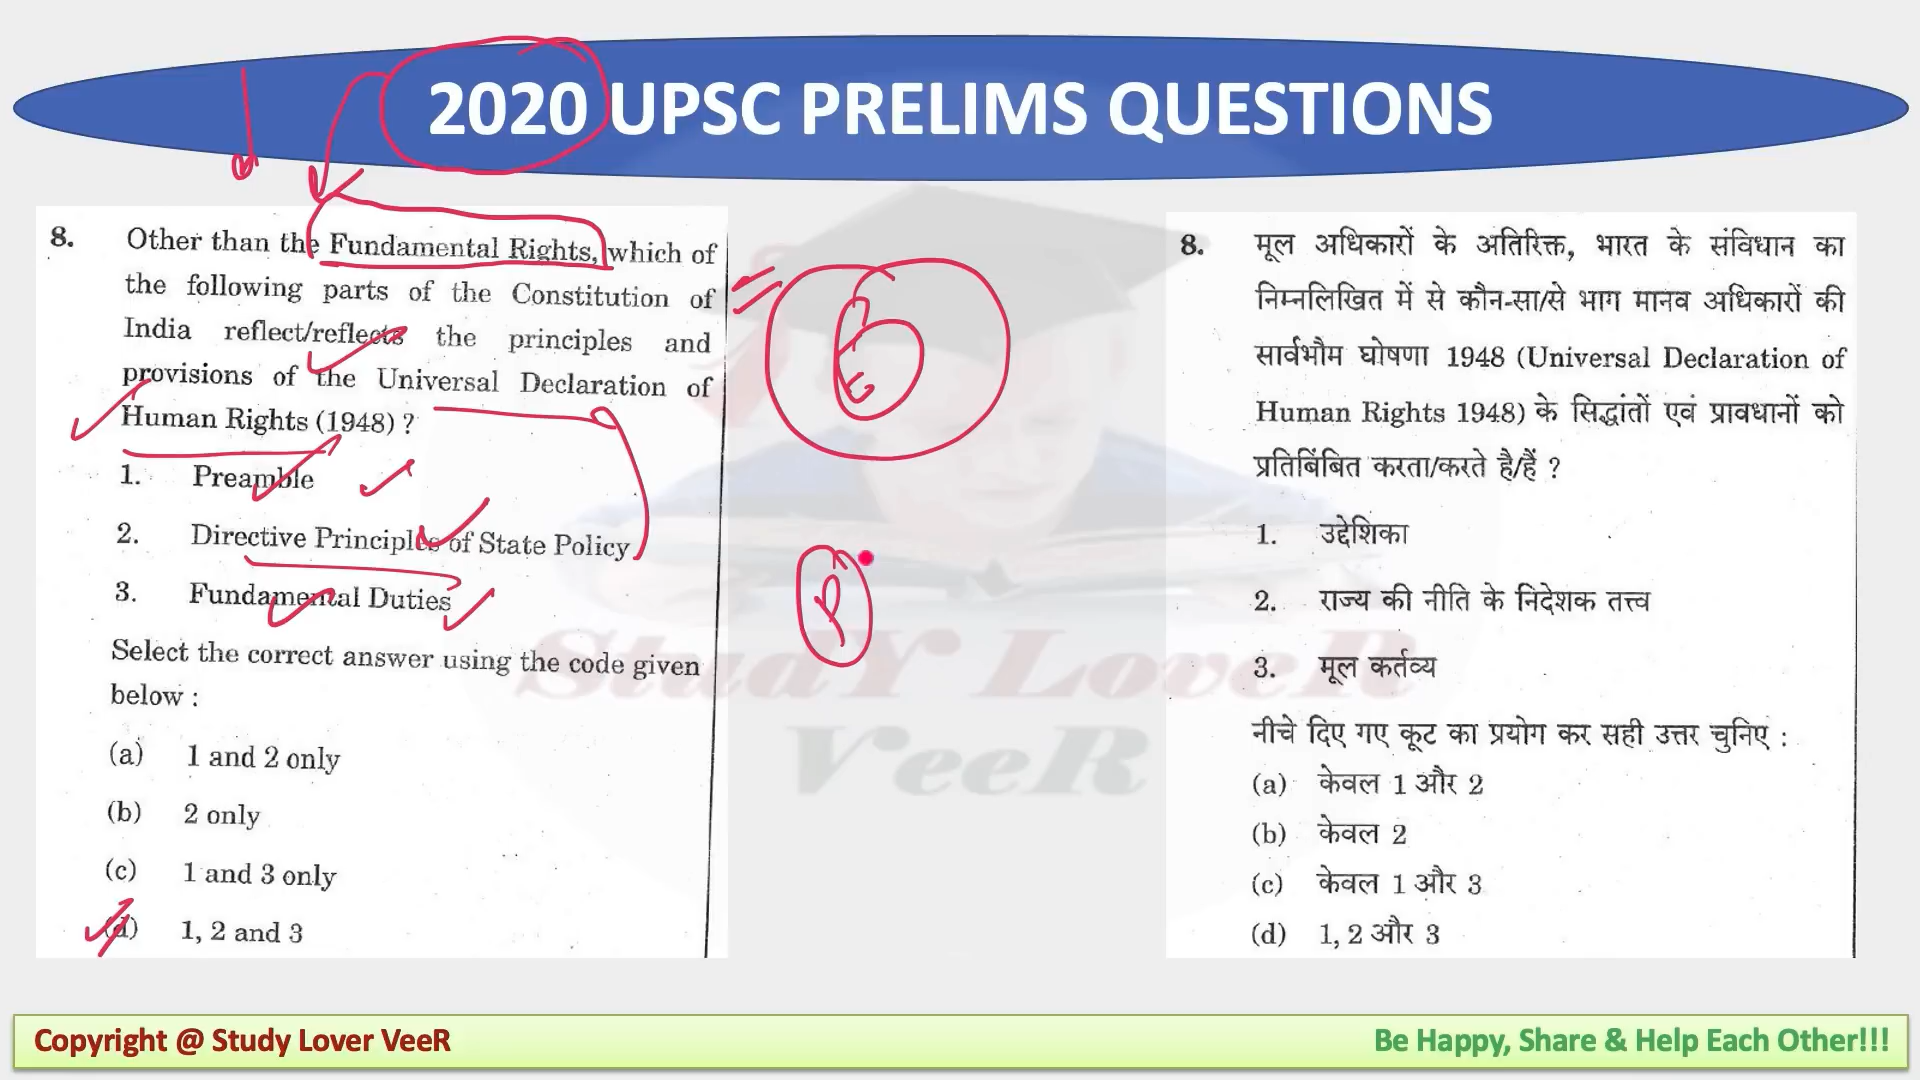 2020 UPSC PRELIMS QUESTIONS
8. Other than the Fundamental Rights, which of
the following parts of the Constitution of
India reflect/reflects the principles and
provisions of the Universal Declaration of
Human Rights (1948) ?
1. Preamble
2. Directive Principles of State Policy
3. Fundamental Duties
Select the correct answer using the code given
below :
(a) 1 and 2 only
(b) 2 only
(c) 1 and 3 only
(d) 1, 2 and 3
P
StudY LoveR
VeeR
8. मूल अधिकारों के अतिरिक्त, भारत के संविधान का
निम्नलिखित में से कौन-सा/से भाग मानव अधिकारों की
सार्वभौम घोषणा 1948 (Universal Declaration of
Human Rights 1948) के सिद्धांतों एवं प्रावधानों को
प्रतिबिंबित करता/करते है/हैं ?
1. उद्देशिका
2. राज्य की नीति के निदेशक तत्त्व
3. मूल कर्तव्य
नीचे दिए गए कूट का प्रयोग कर सही उत्तर चुनिए :
(a) केवल 1 और 2
(b) केवल 2
(c) केवल 1 और 3
(d) 1, 2 और 3
Copyright @ Study Lover VeeR
Be Happy, Share & Help Each Other!!!